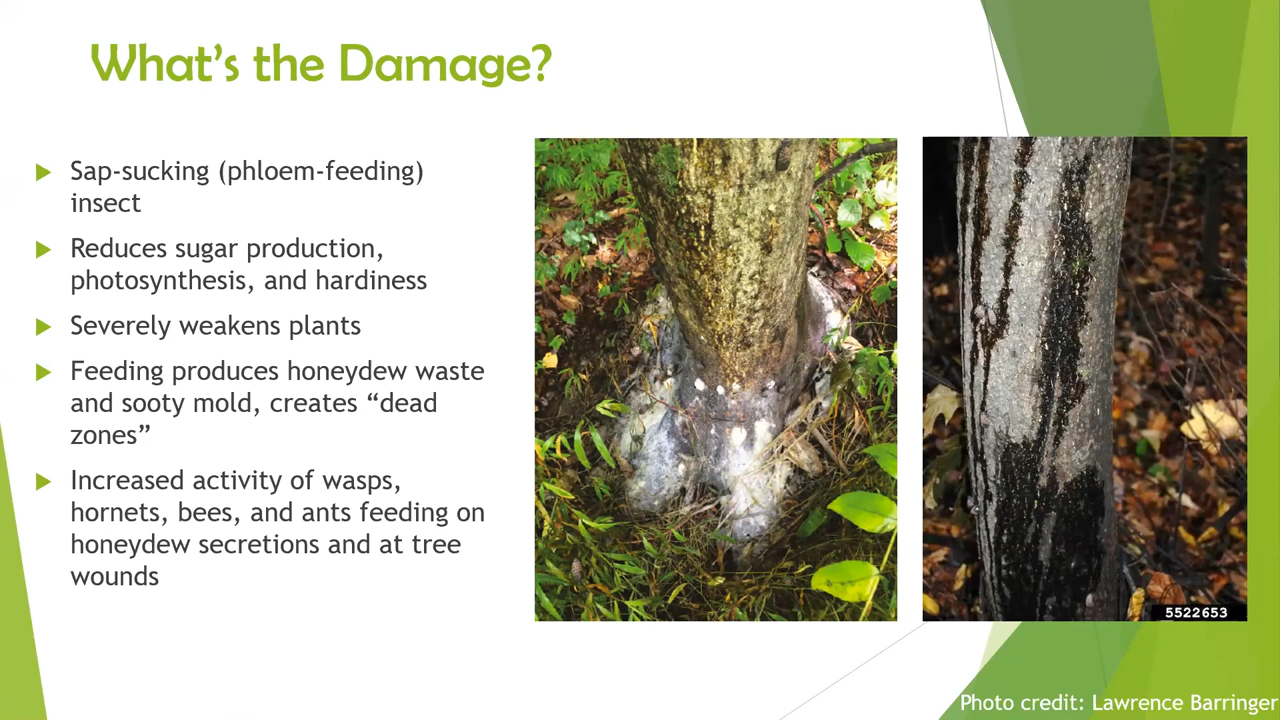 What’s the Damage?
Sap-sucking (phloem-feeding)
insect
Reduces sugar production,
photosynthesis, and hardiness
Severely weakens plants
Feeding produces honeydew waste
and sooty mold, creates “dead
zones”
Increased activity of wasps,
hornets, bees, and ants feeding on
honeydew secretions and at tree
wounds
5522653
Photo credit: Lawrence Barringer